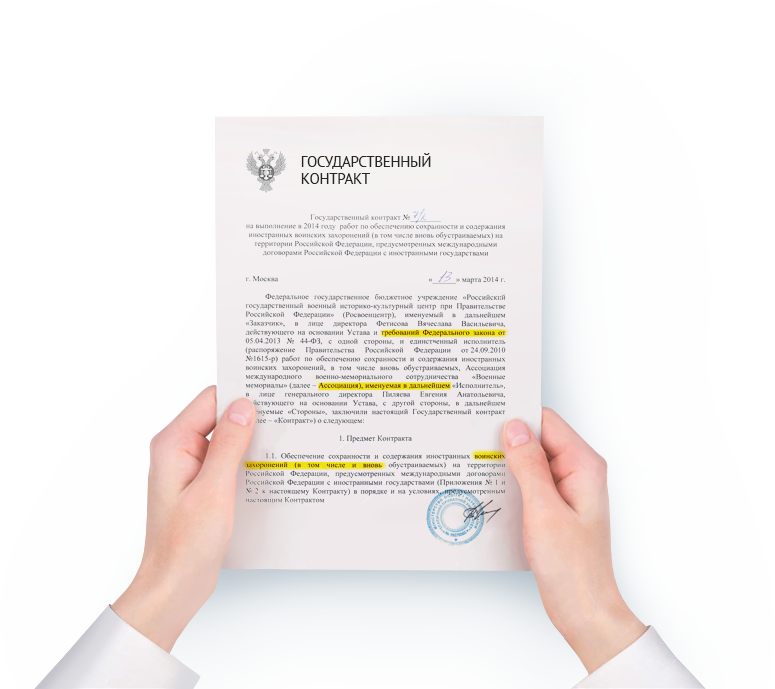 ГОСУДАРСТВЕННЫЙ
КОНТРАКТ
Государственный контракт №
на выполнение в 2014 году работ по обеспечению сохранности и содержания
иностранных воинских захоронений (в том числе вновь обустраиваемых) на
территории Российской Федерации, предусмотренных международными
договорами Российской Федерации с иностранными государствами
г. Москва « 13 » марта 2014 г.
Федеральное государственное бюджетное учреждение «Российский
государственный военный историко-культурный центр при Правительстве
Российской Федерации» (Росвоенцентр), именуемый в дальнейшем
«Заказчик», в лице директора Фетисова Вячеслава Васильевича,
действующего на основании Устава и требований Федерального закона от
05.04.2013 № 44-ФЗ, с одной стороны, и единственный исполнитель
(распоряжение Правительства Российской Федерации от 24.09.2010
№1615-р) работ по обеспечению сохранности и содержания иностранных
воинских захоронений, в том числе вновь обустраиваемых, Ассоциация
международного военно-мемориального сотрудничества «Военные
мемориалы» (далее – Ассоциация), именуемая в дальнейшем «Исполнитель»,
в лице генерального директора Пиляева Евгения Анатольевича,
действующего на основании Устава, с другой стороны, в дальнейшем
именуемые «Стороны», заключили настоящий Государственный контракт
далее – «Контракт») о следующем:
1. Предмет Контракта
1.1. Обеспечение сохранности и содержания иностранных воинских
захоронений (в том числе и вновь обустраиваемых) на территории
Российской Федерации, предусмотренных международными договорами
Российской Федерации с иностранными государствами (Приложения № 1 и
№ 2 к настоящему Контракту) в порядке и на условиях, предусмотренным
настоящим Контрактом